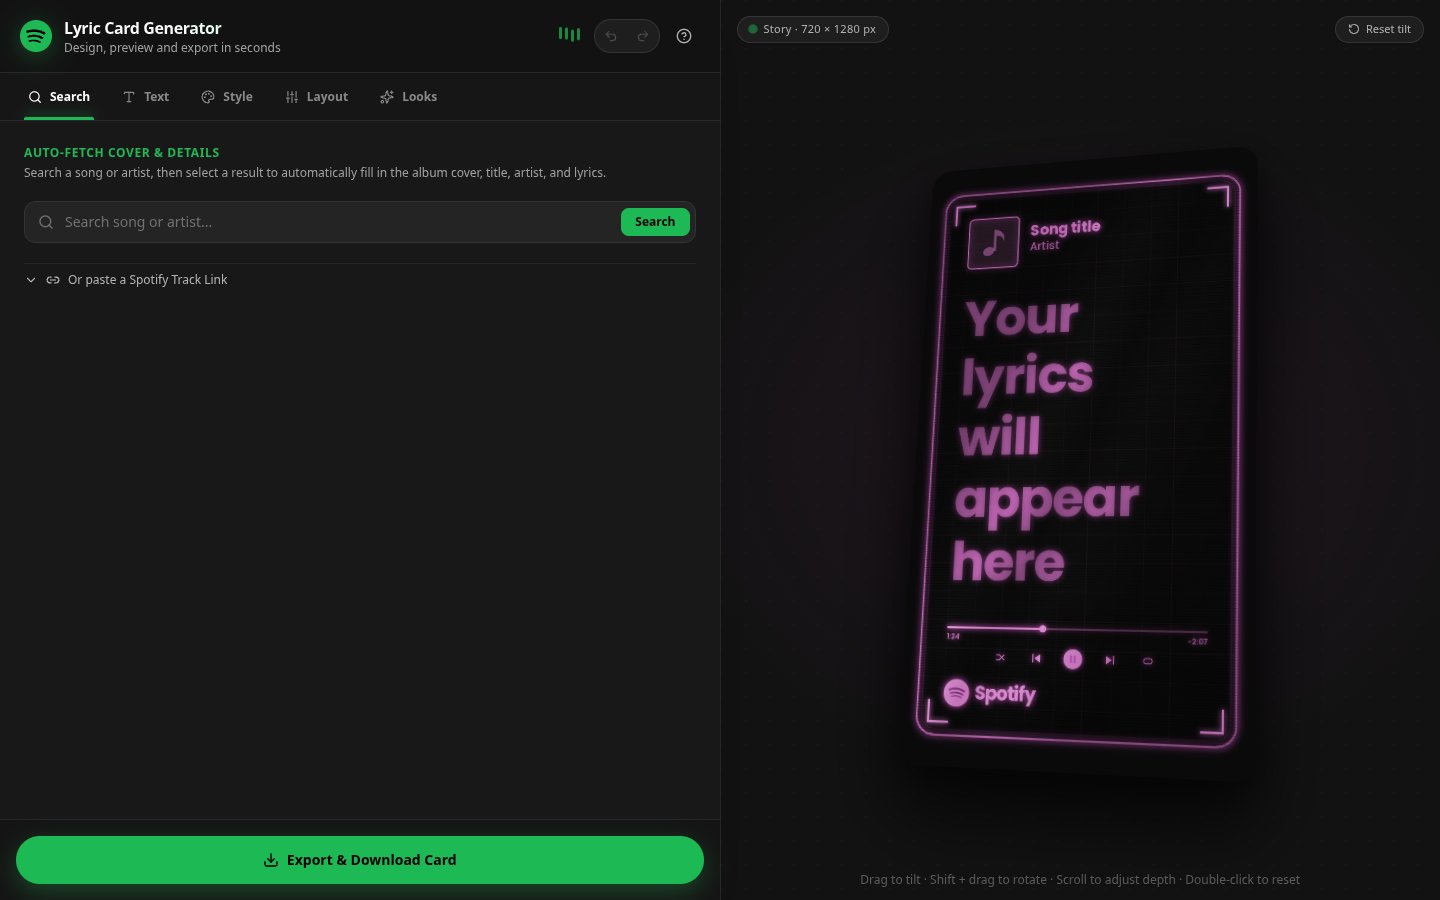 Lyric Card Generator
Design, preview and export in seconds
Search
Text
Style
Layout
Looks
AUTO-FETCH COVER & DETAILS
Search a song or artist, then select a result to automatically fill in the album cover, title, artist, and lyrics.
Search song or artist...
Search
Or paste a Spotify Track Link
Export & Download Card
Story · 720 × 1280 px
Reset tilt
Song title
Artist
Your
lyrics
will
appear
here
1:34
-2:07
Spotify
Drag to tilt · Shift + drag to rotate · Scroll to adjust depth · Double-click to reset